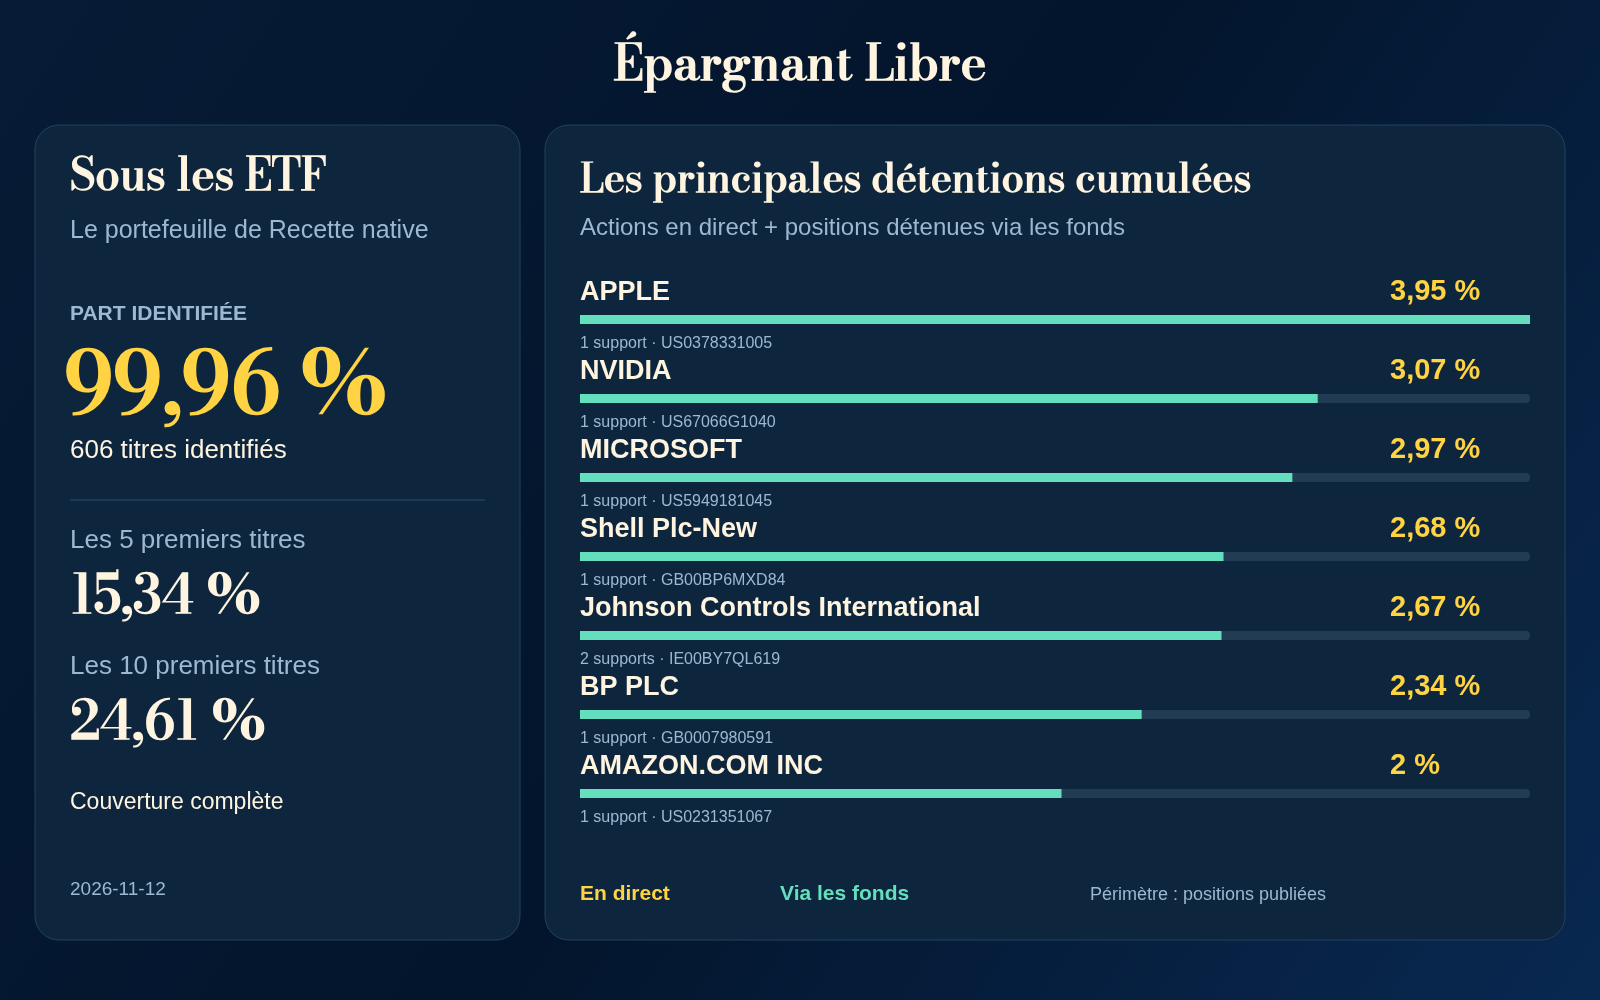 Épargnant Libre
Sous les ETF
Le portefeuille de Recette native
PART IDENTIFIÉE
99,96 %
606 titres identifiés
Les 5 premiers titres
15,34 %
Les 10 premiers titres
24,61 %
Couverture complète
2026-11-12
Les principales détentions cumulées
Actions en direct + positions détenues via les fonds
APPLE 3,95 %
1 support · US0378331005
NVIDIA 3,07 %
1 support · US67066G1040
MICROSOFT 2,97 %
1 support · US5949181045
Shell Plc-New 2,68 %
1 support · GB00BP6MXD84
Johnson Controls International 2,67 %
2 supports · IE00BY7QL619
BP PLC 2,34 %
1 support · GB0007980591
AMAZON.COM INC 2 %
1 support · US0231351067
En direct Via les fonds Périmètre : positions publiées